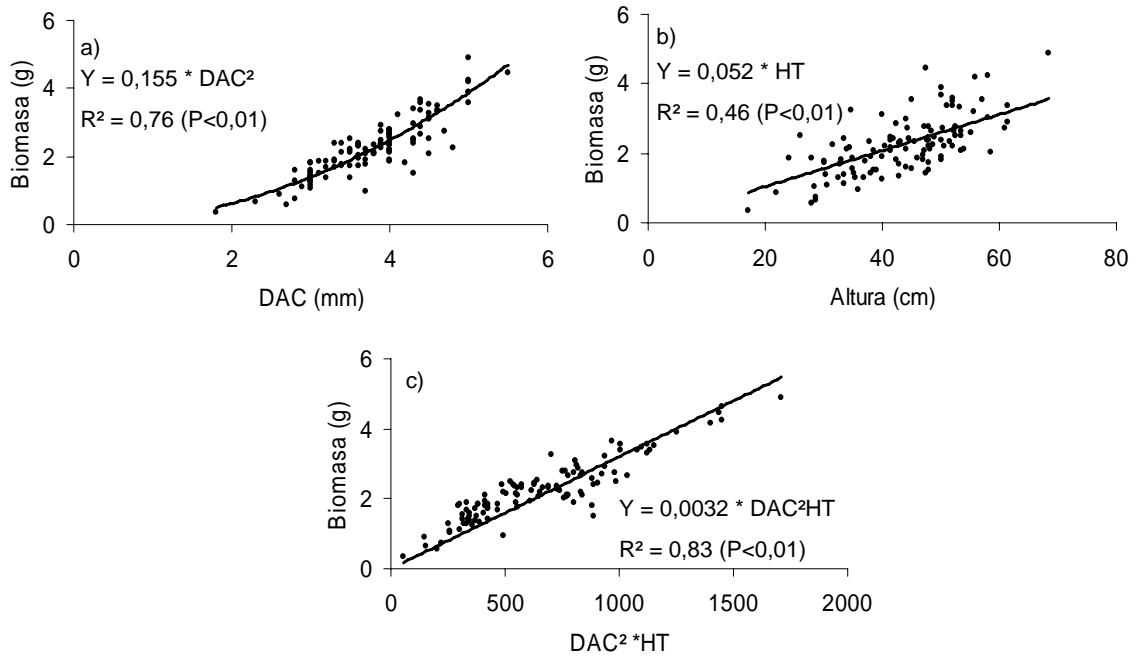 a)
Y = 0,155 * DAC²
R² = 0,76 (P<0,01)
Biomasa (g)
6
4
2
0
0 2 4 6
DAC (mm)
b)
Y = 0,052 * HT
R² = 0,46 (P<0,01)
Biomasa (g)
6
4
2
0
0 20 40 60 80
Altura (cm)
c)
Biomasa (g)
6
4
2
0
Y = 0,0032 * DAC²HT
R² = 0,83 (P<0,01)
0 500 1000 1500 2000
DAC² *HT